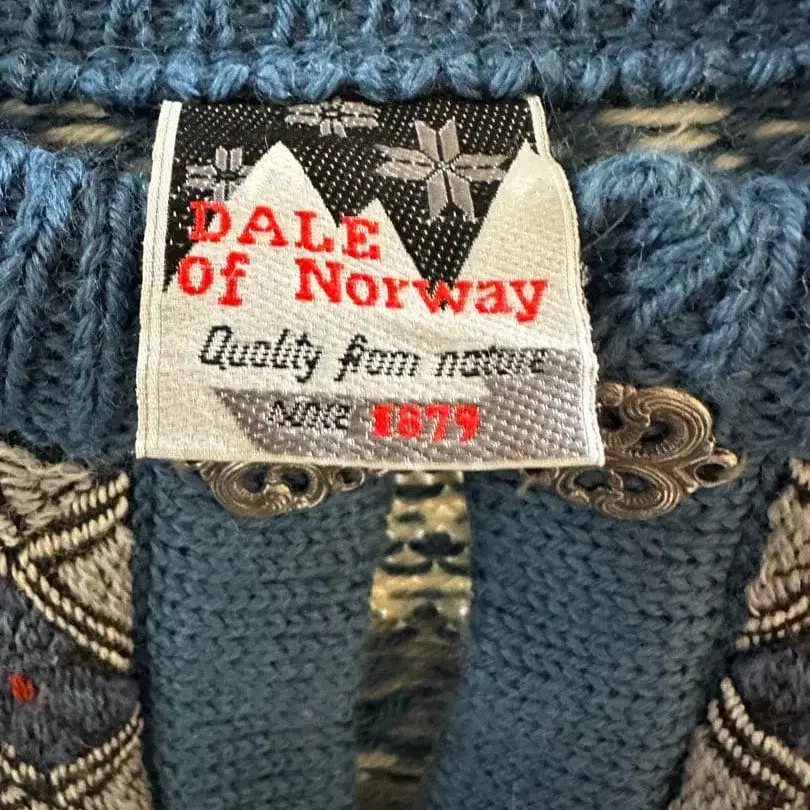 DALE
Of Norway
Quality from nature
SINCE 1879